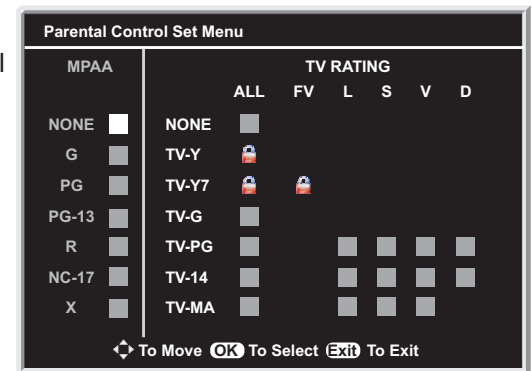 Parental Control Set Menu
MPAA
TV RATING
ALL FV L S V D
NONE NONE
G TV-Y
PG TV-Y7
PG-13 TV-G
R TV-PG
NC-17 TV-14
X TV-MA
To Move OK To Select Exit To Exit